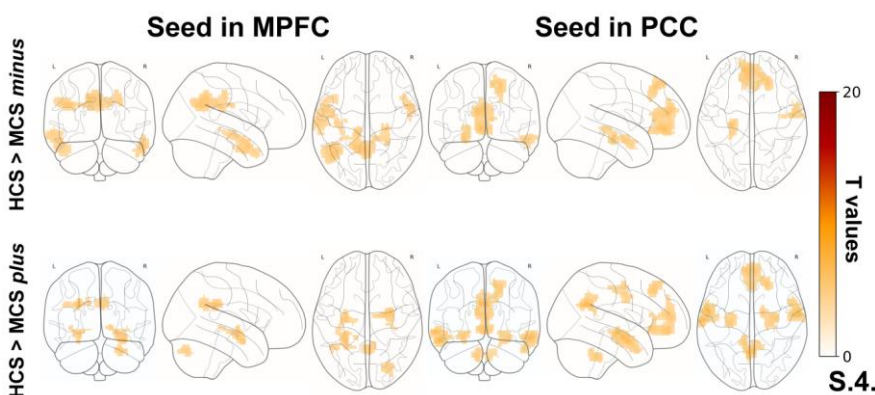 Seed in MPFC
Seed in PCC
HCS > MCS minus
L R
L R
20
T values
0
HCS > MCS plus
L R
L R
S.4.